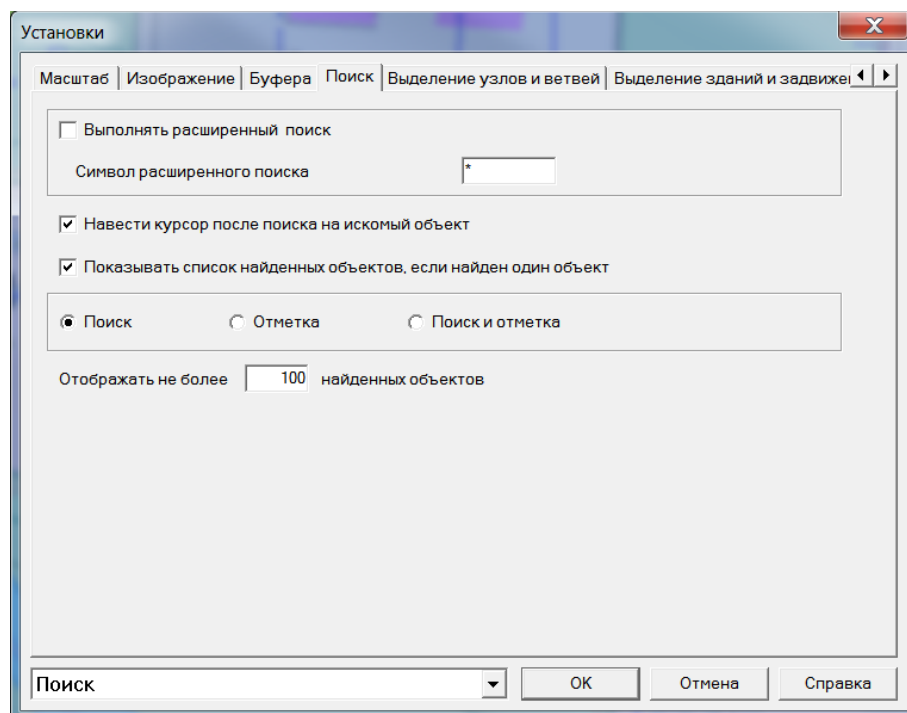 Установки
Масштаб Изображение Буфера Поиск Выделение узлов и ветвей Выделение зданий и
Выполнять расширенный поиск
Символ расширенного поиска *
Навести курсор после поиска на искомый объект
Показывать список найденных объектов, если найден один объект
Поиск Отметка Поиск и отметка
Отображать не более 100 найденных объектов
Поиск OK Отмена Справка